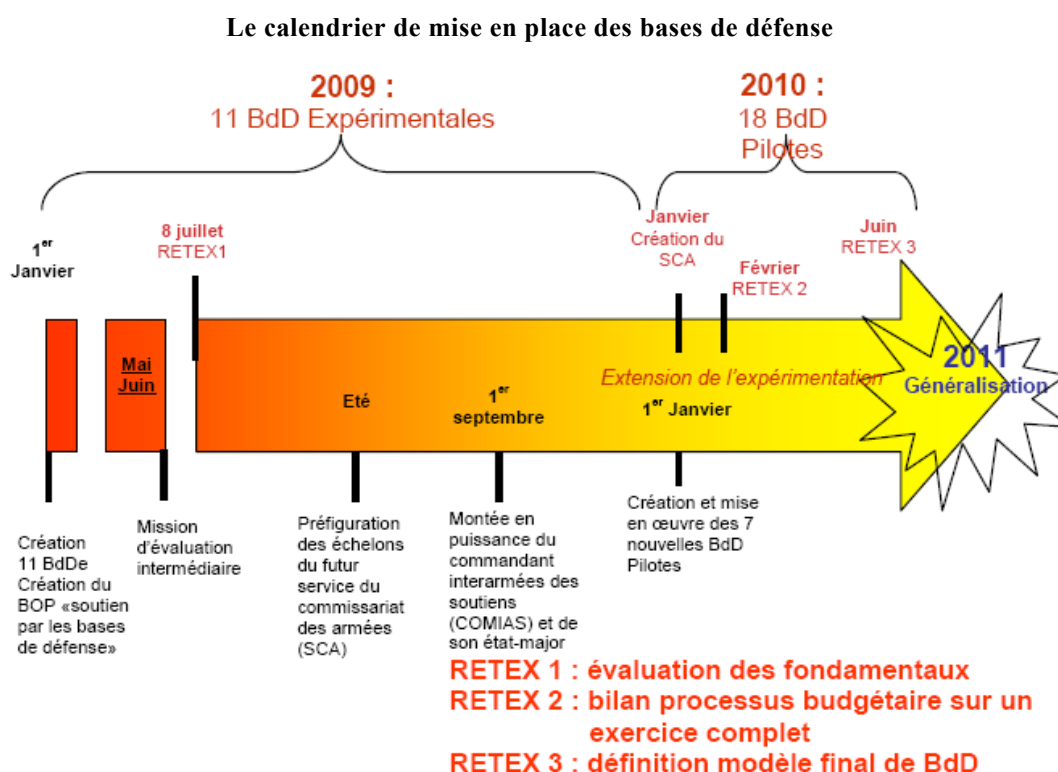 Le calendrier de mise en place des bases de défense
2009 :
11 BdD Expérimentales
2010 :
18 BdD
Pilotes
1er
Janvier
8 juillet
RETEX1
Janvier
Création du
SCA
Février
RETEX 2
Juin
RETEX 3
Mai
Juin
Eté
1er
septembre
Extension de l'expérimentation
1er Janvier
2011
Généralisation
Création
11 BdDe
Création du
BOP «soutien
par les bases
de défense»
Mission
d'évaluation
intermédiaire
Préfiguration
des échelons
du futur
service du
commissariat
des armées
(SCA)
Montée en
puissance du
commandant
interarmées des
soutiens
(COMIAS) et de
son état-major
Création et mise
en œuvre des 7
nouvelles BdD
Pilotes
RETEX 1 : évaluation des fondamentaux
RETEX 2 : bilan processus budgétaire sur un
exercice complet
RETEX 3 : définition modèle final de BdD